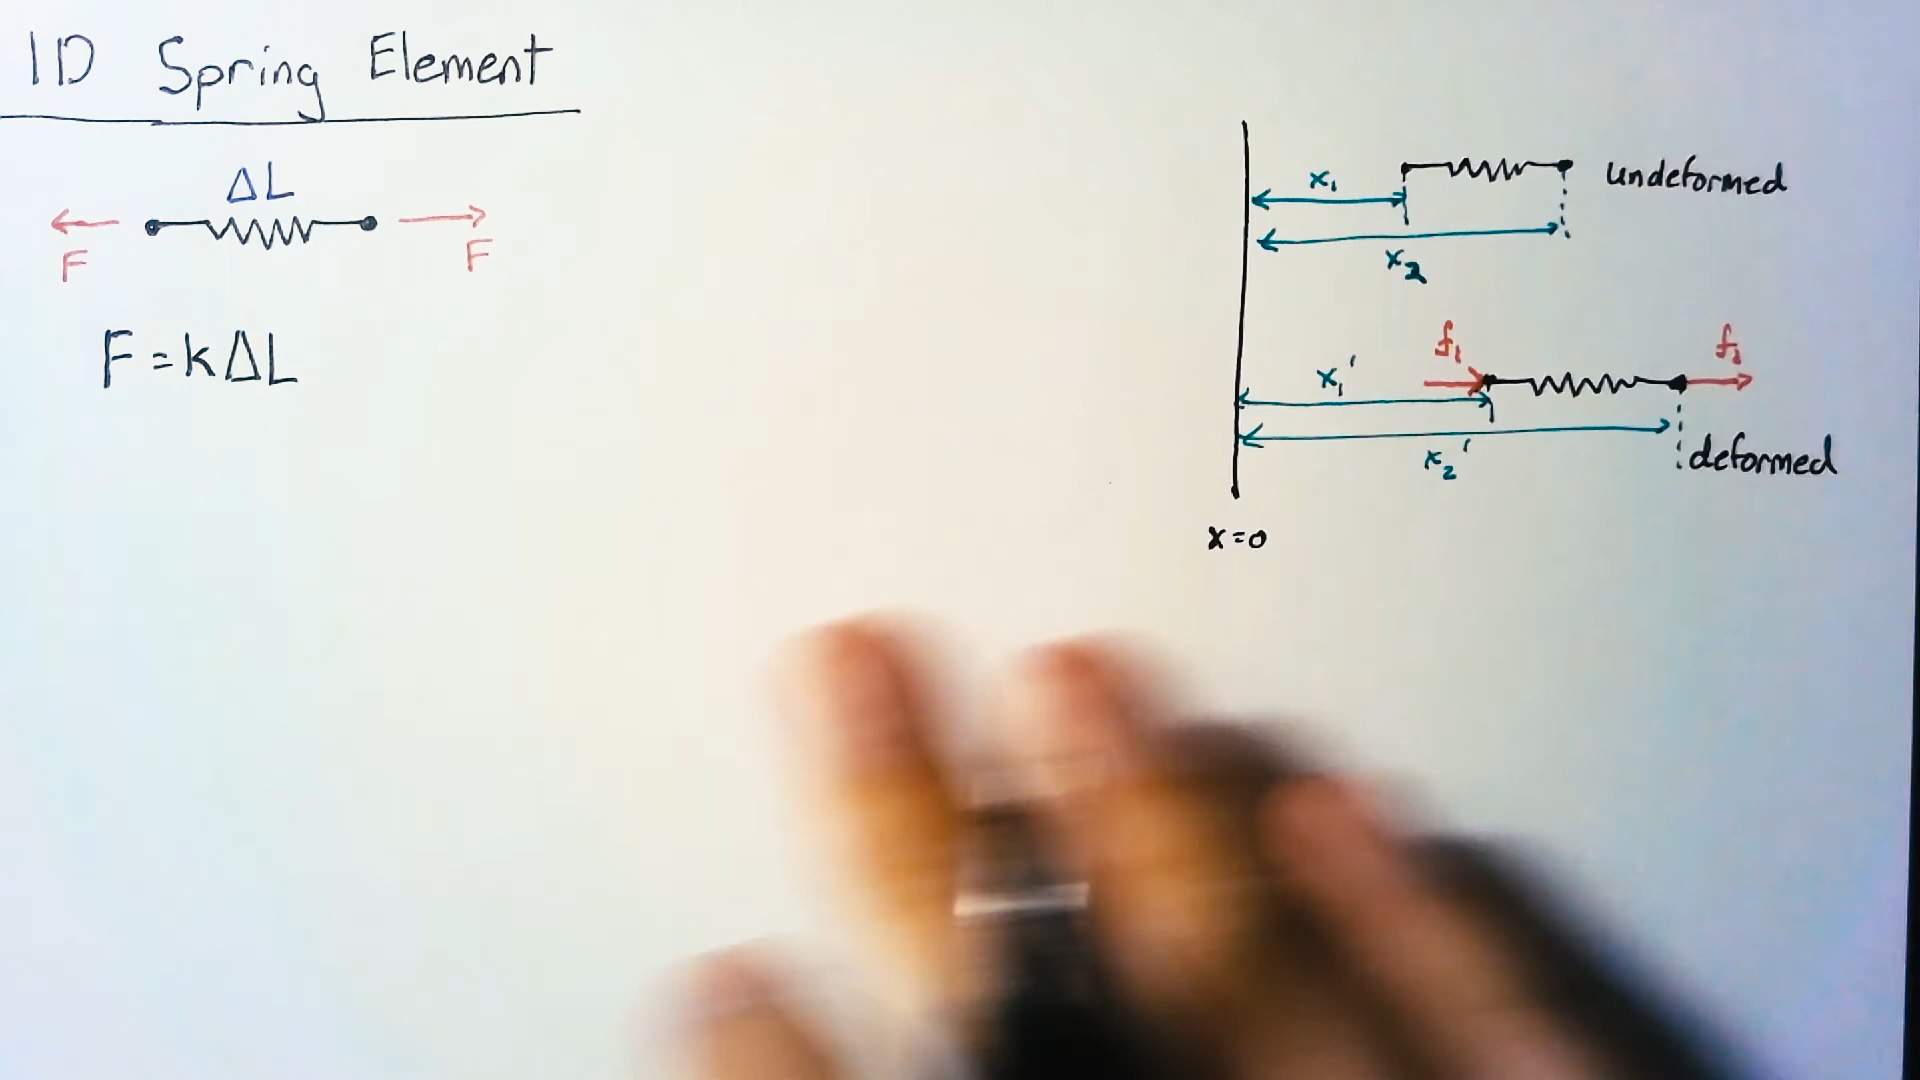 1D Spring Element
ΔL
F
F
F = kΔL
x₁
undeformed
x₂
f₁
f₂
x₁'
x₂'
deformed
x=0